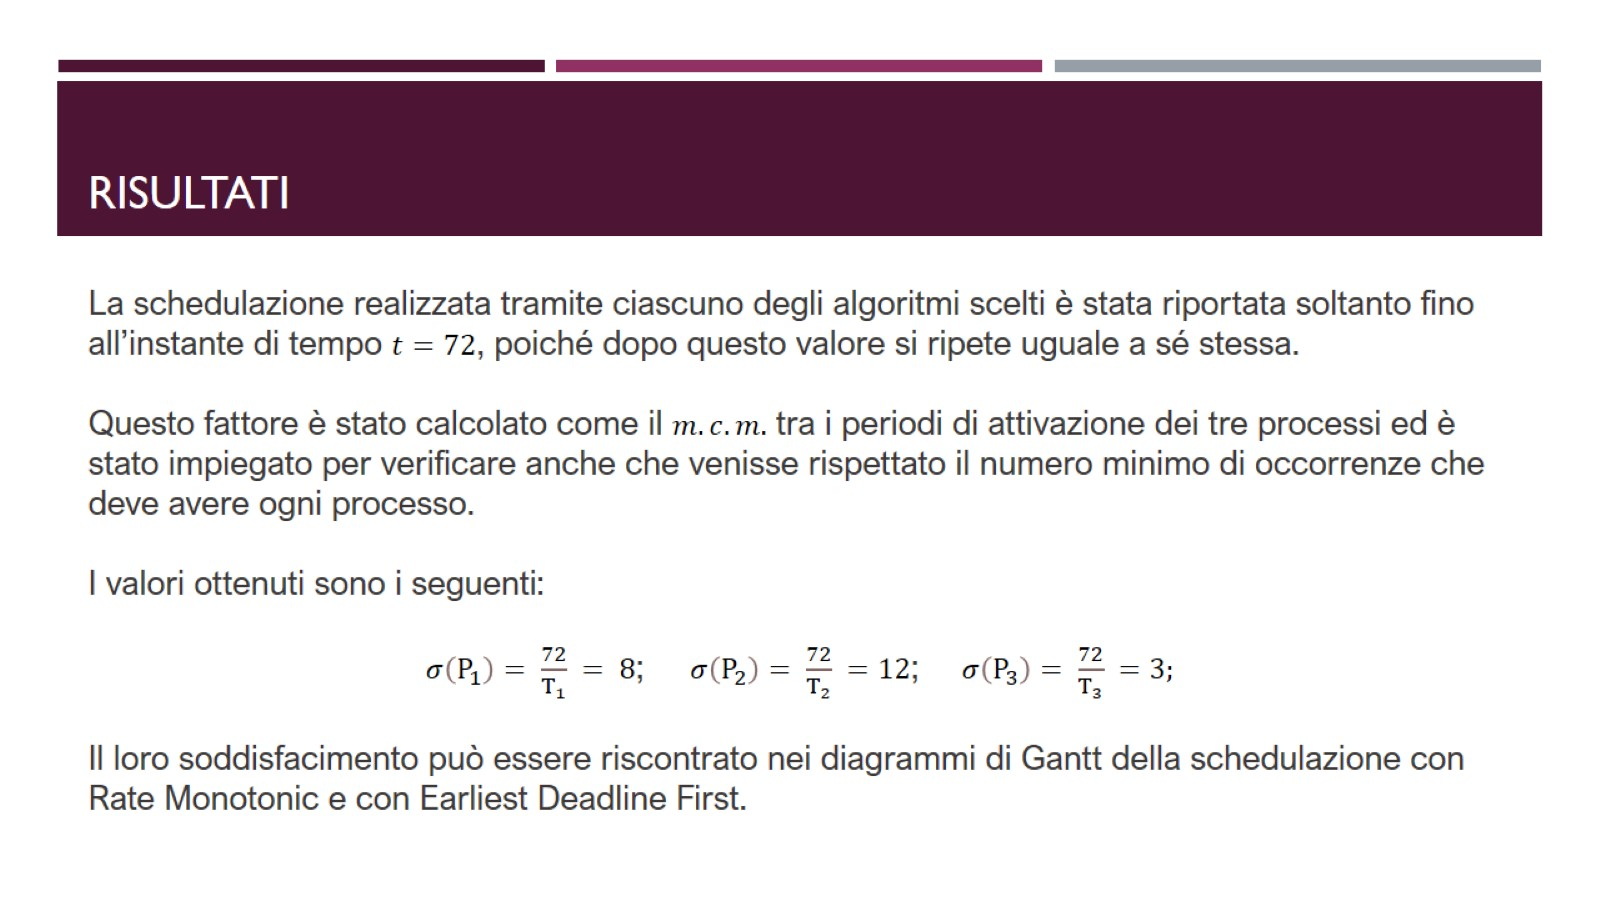 RISULTATI
La schedulazione realizzata tramite ciascuno degli algoritmi scelti è stata riportata soltanto fino
all'instante di tempo t = 72, poiché dopo questo valore si ripete uguale a sé stessa.
Questo fattore è stato calcolato come il m.c.m. tra i periodi di attivazione dei tre processi ed è
stato impiegato per verificare anche che venisse rispettato il numero minimo di occorrenze che
deve avere ogni processo.
I valori ottenuti sono i seguenti:
σ(P₁) = 72/T₁ = 8; σ(P₂) = 72/T₂ = 12; σ(P₃) = 72/T₃ = 3;
Il loro soddisfacimento può essere riscontrato nei diagrammi di Gantt della schedulazione con
Rate Monotonic e con Earliest Deadline First.